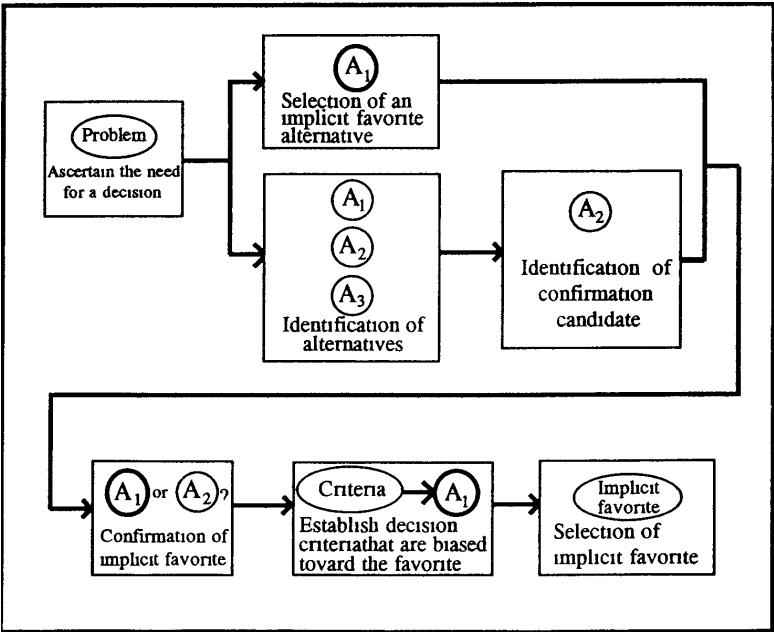 Problem
Ascertain the need
for a decision
A1
Selection of an
implicit favorite
alternative
A1
A2
A3
Identification of
alternatives
A2
Identification of
confirmation
candidate
A1 or A2?
Confirmation of
implicit favorite
Criteria A1
Establish decision
criteriathat are biased
toward the favorite
Implicit
favorite
Selection of
implicit favorite